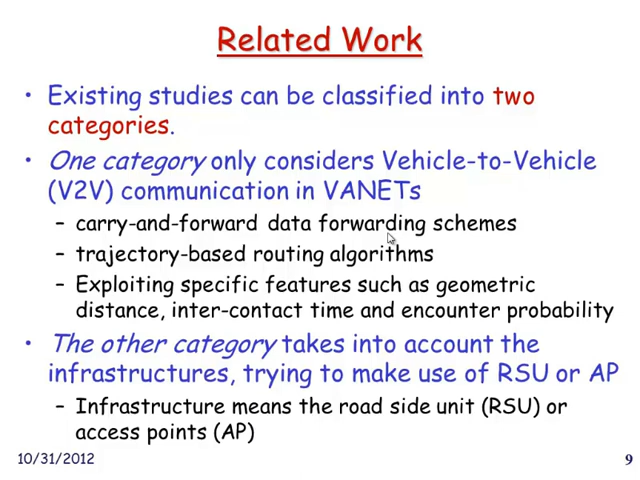 Related Work
• Existing studies can be classified into two
categories.
• One category only considers Vehicle-to-Vehicle
(V2V) communication in VANETs
– carry-and-forward data forwarding schemes
– trajectory-based routing algorithms
– Exploiting specific features such as geometric
distance, inter-contact time and encounter probability
• The other category takes into account the
infrastructures, trying to make use of RSU or AP
– Infrastructure means the road side unit (RSU) or
access points (AP)
10/31/2012
9